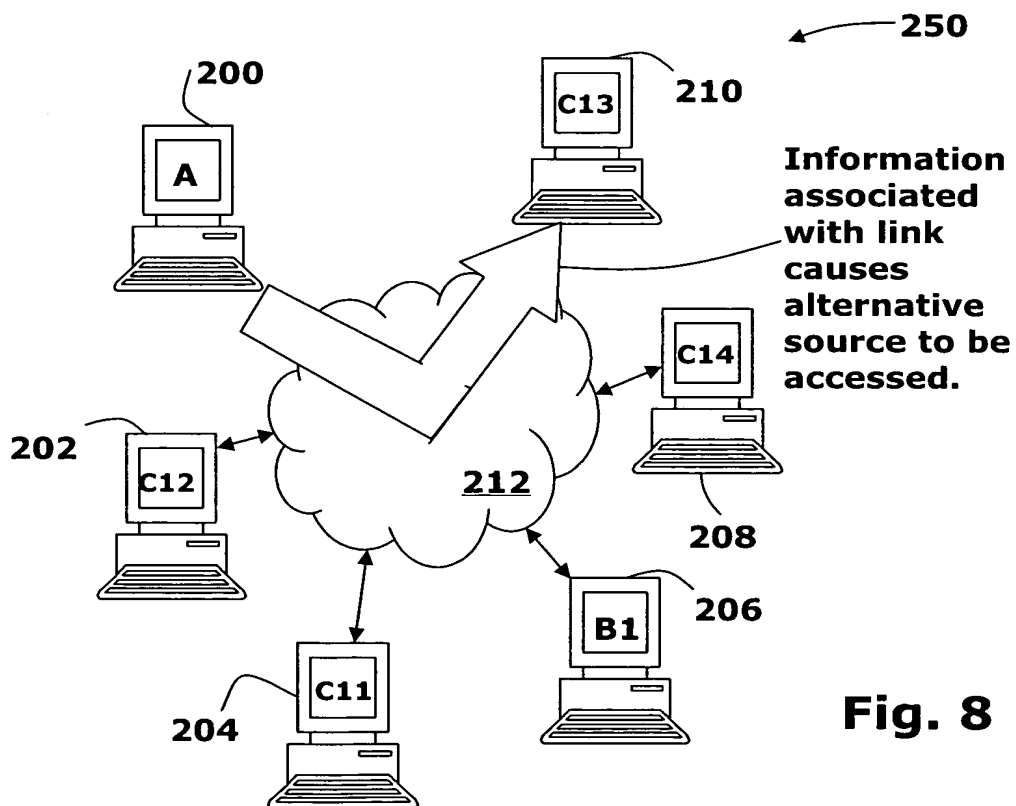 250
200
A
C13
210
Information
associated
with link
causes
alternative
source to be
accessed.
C14
202
C12
212
208
206
B1
C11
204
Fig. 8